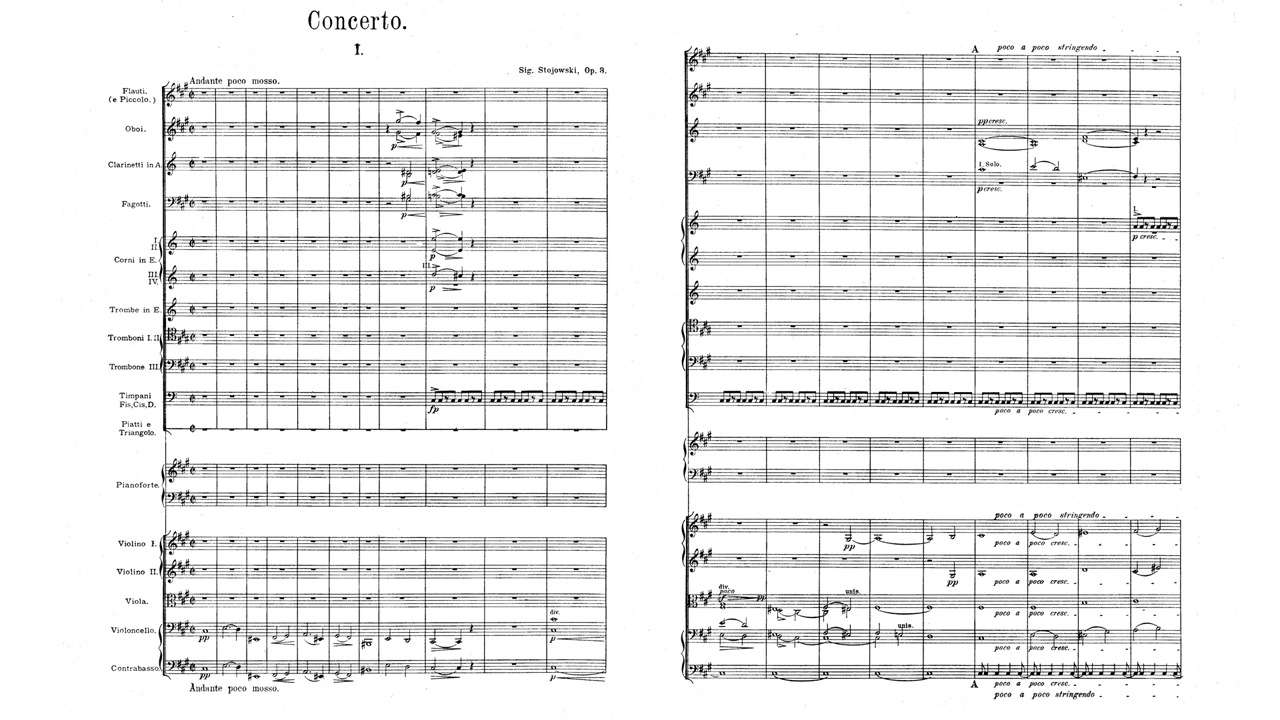 Concerto.
I.
Sig. Stojowski, Op. 3.
Andante poco mosso.
Flauti.
(e Piccolo.)
Oboi.
p
Clarinetti in A.
p
Fagotti.
p
I
II.
p
Corni in E.
III.
III.
IV.
p
Trombe in E.
Tromboni I. II.
Trombone III.
Timpani
Fis, Cis, D.
fp
Piatti e
Triangolo.
Pianoforte.
Violino I.
Violino II.
Viola.
div.
Violoncello.
pp
p
Contrabasso.
pp
p
Andante poco mosso.
A poco a poco stringendo
pp cresc.
I. Solo.
p cresc.
I.
p cresc.
poco a poco cresc.
poco a poco stringendo
pp
poco a poco cresc.
pp
poco a poco cresc.
div.
poco
unis.
poco a poco cresc.
unis.
poco a poco cresc.
A poco a poco cresc.
poco a poco stringendo